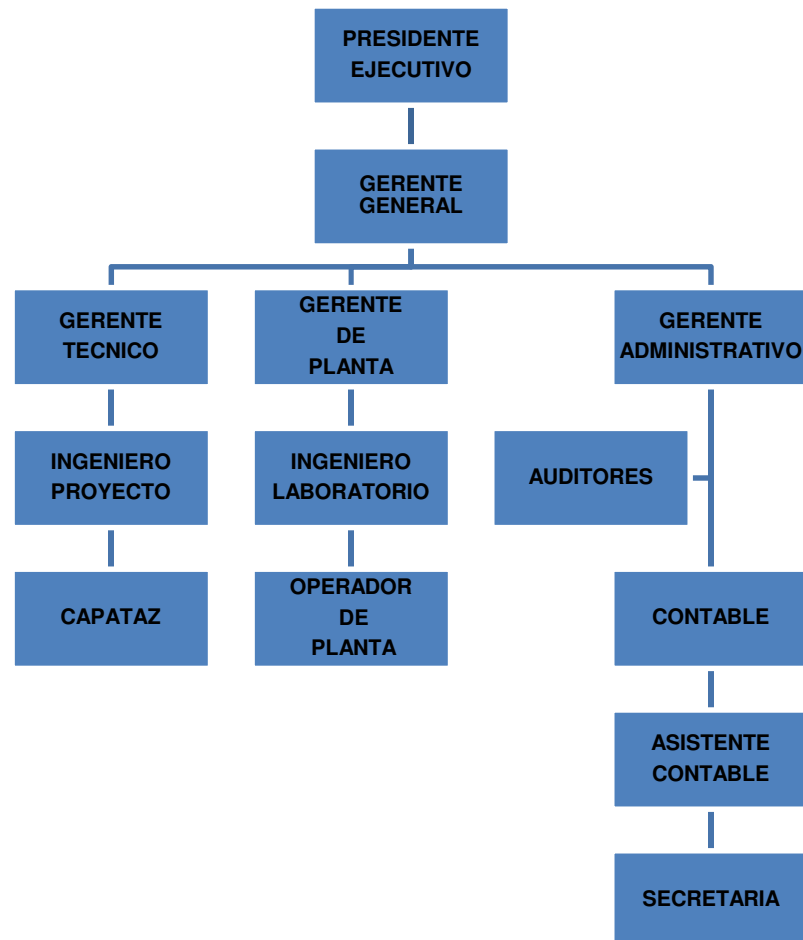 PRESIDENTE
EJECUTIVO
GERENTE
GENERAL
GERENTE
TECNICO
GERENTE
DE
PLANTA
GERENTE
ADMINISTRATIVO
INGENIERO
PROYECTO
INGENIERO
LABORATORIO
AUDITORES
CAPATAZ
OPERADOR
DE
PLANTA
CONTABLE
ASISTENTE
CONTABLE
SECRETARIA